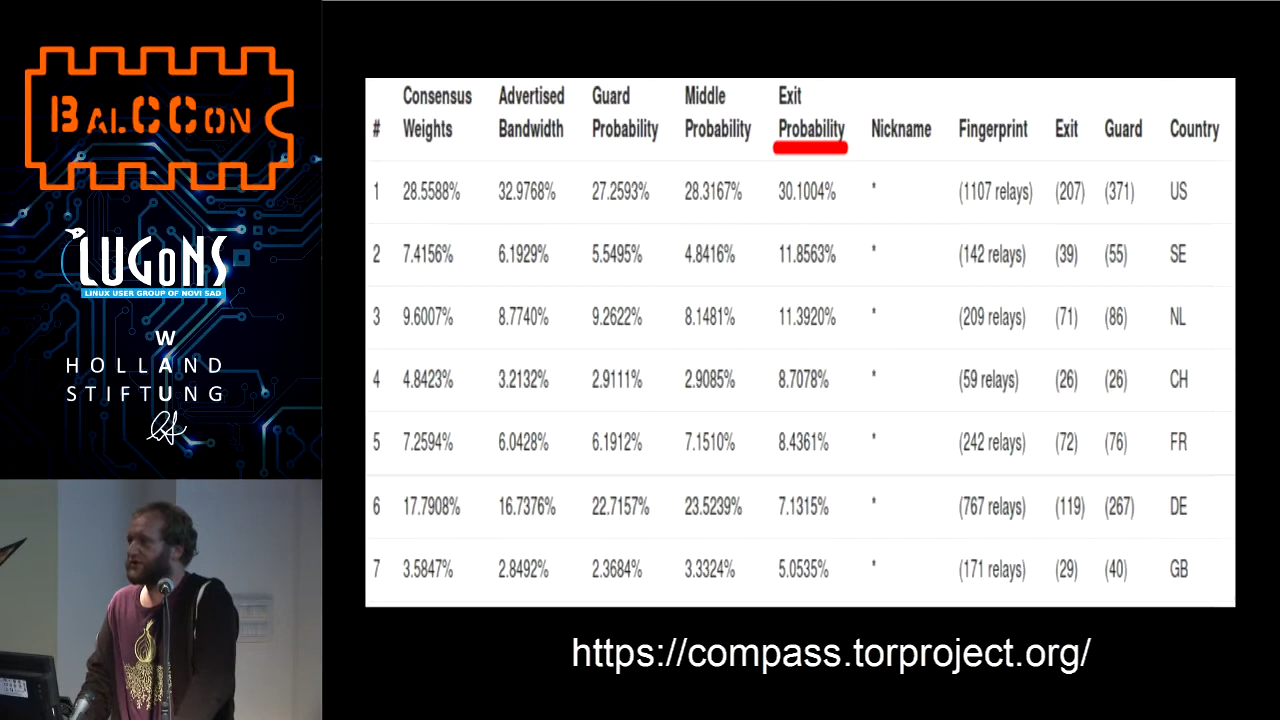 BALCCON
LUGONS
LINUX USER GROUP OF NOVI SAD
W
HOLLAND
A
STIFTUNG
# Consensus Weights Advertised Bandwidth Guard Probability Middle Probability Exit Probability Nickname Fingerprint Exit Guard Country
1 28.5588% 32.9768% 27.2593% 28.3167% 30.1004% * (1107 relays) (207) (371) US
2 7.4156% 6.1929% 5.5495% 4.8416% 11.8563% * (142 relays) (39) (55) SE
3 9.6007% 8.7740% 9.2622% 8.1481% 11.3920% * (209 relays) (71) (86) NL
4 4.8423% 3.2132% 2.9111% 2.9085% 8.7078% * (59 relays) (26) (26) CH
5 7.2594% 6.0428% 6.1912% 7.1510% 8.4361% * (242 relays) (72) (76) FR
6 17.7908% 16.7376% 22.7157% 23.5239% 7.1315% * (767 relays) (119) (267) DE
7 3.5847% 2.8492% 2.3684% 3.3324% 5.0535% * (171 relays) (29) (40) GB
https://compass.torproject.org/